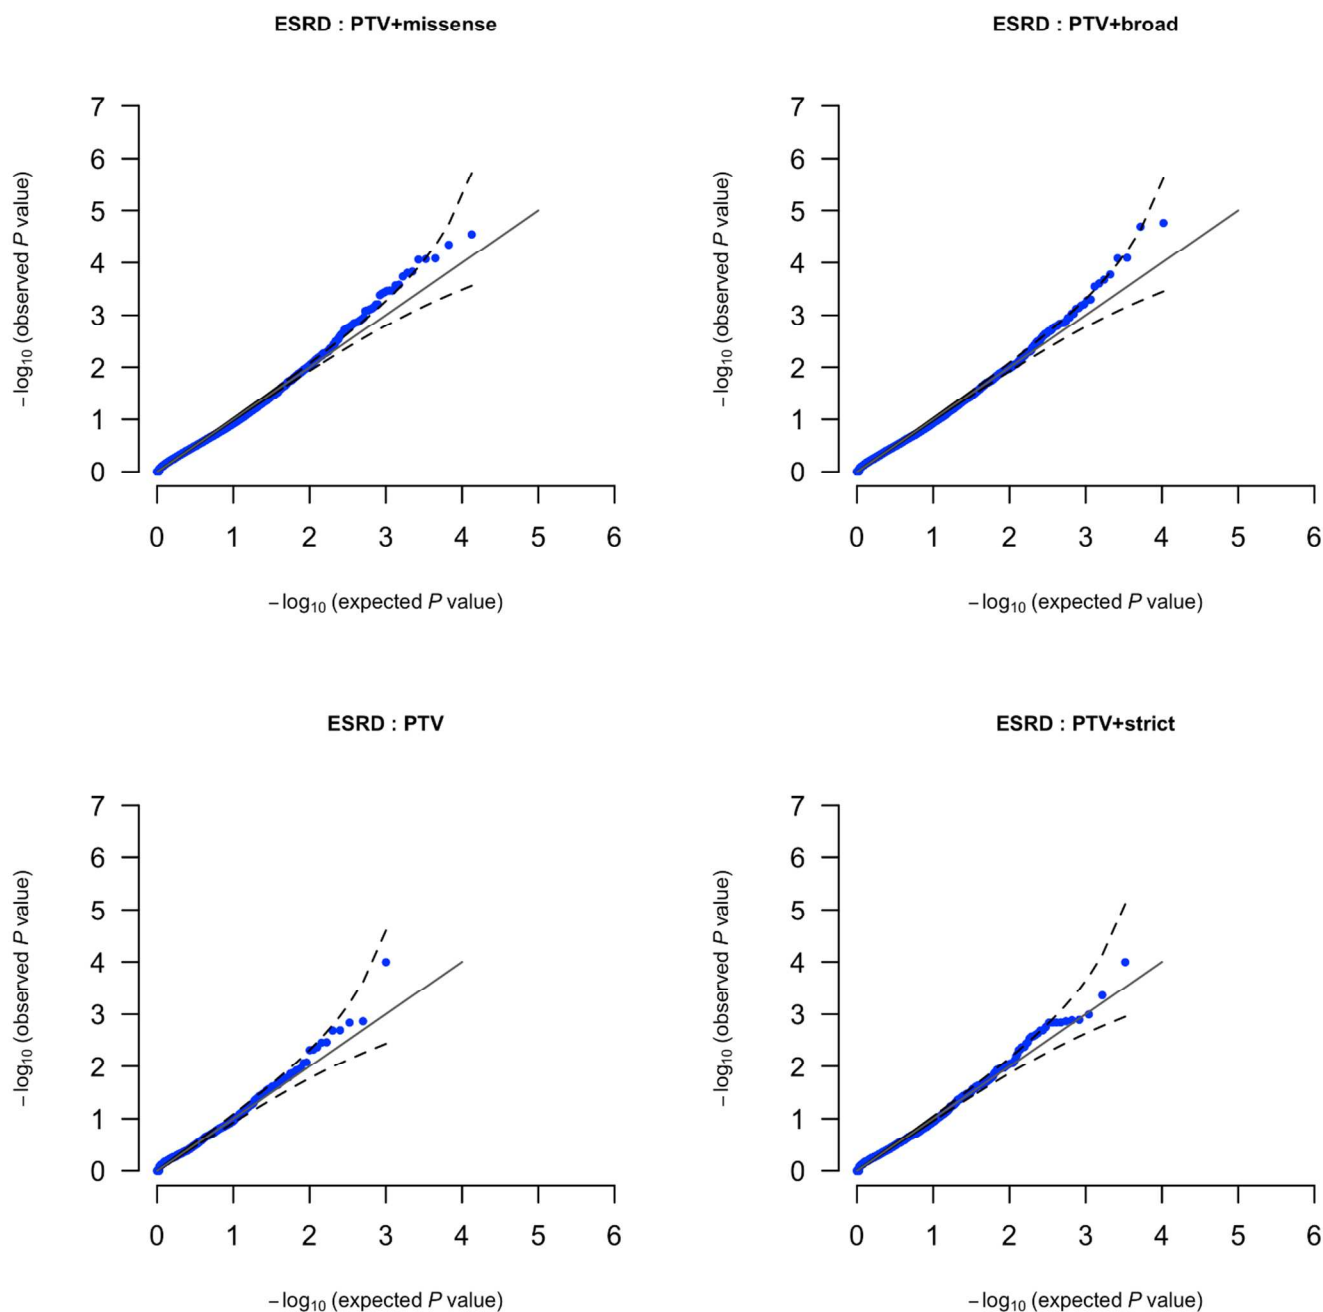 ESRD : PTV+missense
−log10 (observed P value)
7
6
5
4
3
2
1
0
0 1 2 3 4 5 6
−log10 (expected P value)
ESRD : PTV+broad
−log10 (observed P value)
7
6
5
4
3
2
1
0
0 1 2 3 4 5 6
−log10 (expected P value)
ESRD : PTV
−log10 (observed P value)
7
6
5
4
3
2
1
0
0 1 2 3 4 5 6
−log10 (expected P value)
ESRD : PTV+strict
−log10 (observed P value)
7
6
5
4
3
2
1
0
0 1 2 3 4 5 6
−log10 (expected P value)